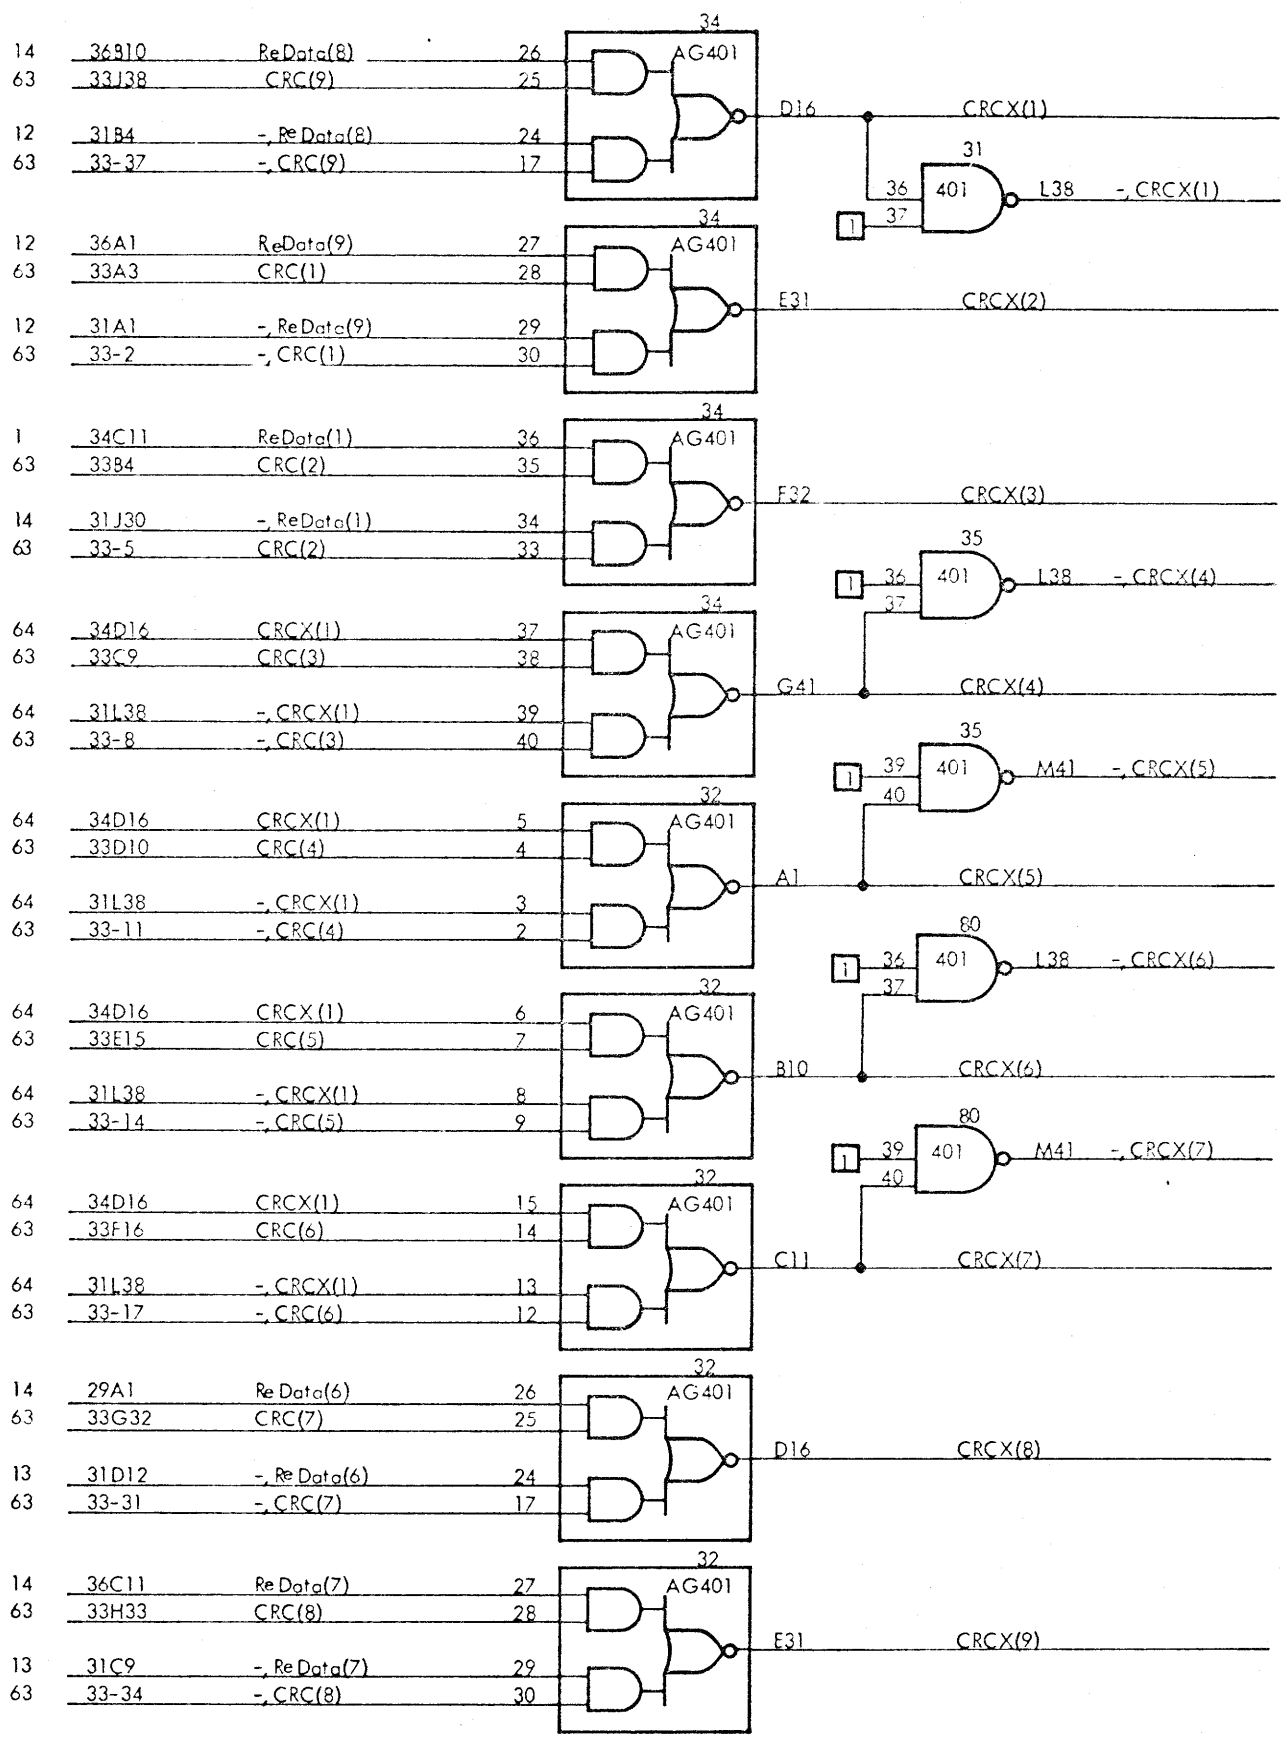 34
14 36B10 ReData(8) 26 AG401
63 33J38 CRC(9) 25
D16 CRCX(1)
12 31B4 -, ReData(8) 24
63 33-37 -, CRC(9) 17
31
36 401 L38 -, CRCX(1)
1 37
34
12 36A1 ReData(9) 27 AG401
63 33A3 CRC(1) 28
E31 CRCX(2)
12 31A1 -, ReData(9) 29
63 33-2 -, CRC(1) 30
34
1 34C11 ReData(1) 36 AG401
63 33B4 CRC(2) 35
F32 CRCX(3)
14 31J30 -, ReData(1) 34
63 33-5 CRC(2) 33
35
1 36 401 L38 -, CRCX(4)
37
34
64 34D16 CRCX(1) 37 AG401
63 33C9 CRC(3) 38
G41 CRCX(4)
64 31L38 -, CRCX(1) 39
63 33-8 -, CRC(3) 40
35
1 39 401 M41 -, CRCX(5)
40
32
64 34D16 CRCX(1) 5 AG401
63 33D10 CRC(4) 4
A1 CRCX(5)
64 31L38 -, CRCX(1) 3
63 33-11 -, CRC(4) 2
80
1 36 401 L38 -, CRCX(6)
37
32
64 34D16 CRCX(1) 6 AG401
63 33E15 CRC(5) 7
B10 CRCX(6)
64 31L38 -, CRCX(1) 8
63 33-14 -, CRC(5) 9
80
1 39 401 M41 -, CRCX(7)
40
32
64 34D16 CRCX(1) 15 AG401
63 33F16 CRC(6) 14
C11 CRCX(7)
64 31L38 -, CRCX(1) 13
63 33-17 -, CRC(6) 12
32
14 29A1 ReData(6) 26 AG401
63 33G32 CRC(7) 25
D16 CRCX(8)
13 31D12 -, ReData(6) 24
63 33-31 -, CRC(7) 17
32
14 36C11 ReData(7) 27 AG401
63 33H33 CRC(8) 28
E31 CRCX(9)
13 31C9 -, ReData(7) 29
63 33-34 -, CRC(8) 30